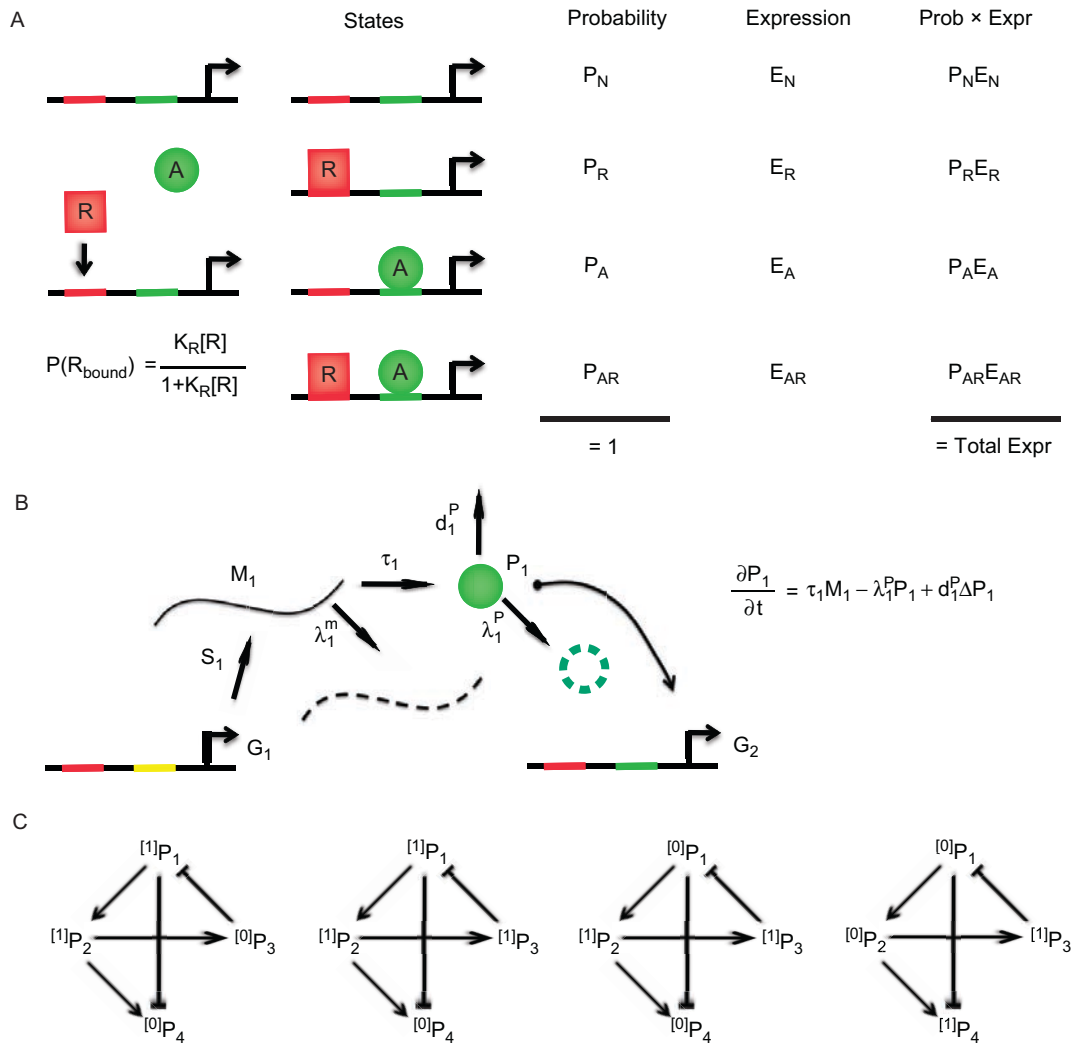 A
States Probability Expression Prob × Expr
P_N E_N P_NE_N
A
R
R
P_R E_R P_RE_R
A
P_A E_A P_AE_A
P(R_bound) = K_R[R] / 1+K_R[R]
R A
P_AR E_AR P_ARE_AR
= 1 = Total Expr
B
d_1^P
τ_1
P_1
M_1
λ_1^m
λ_1^P
S_1
∂P_1/∂t = τ_1M_1 – λ_1^PP_1 + d_1^PΔP_1
G_1
G_2
C
[1]P_1 [1]P_1 [0]P_1 [0]P_1
[1]P_2 [0]P_3 [1]P_2 [1]P_3 [1]P_2 [1]P_3 [0]P_2 [1]P_3
[0]P_4 [0]P_4 [0]P_4 [1]P_4